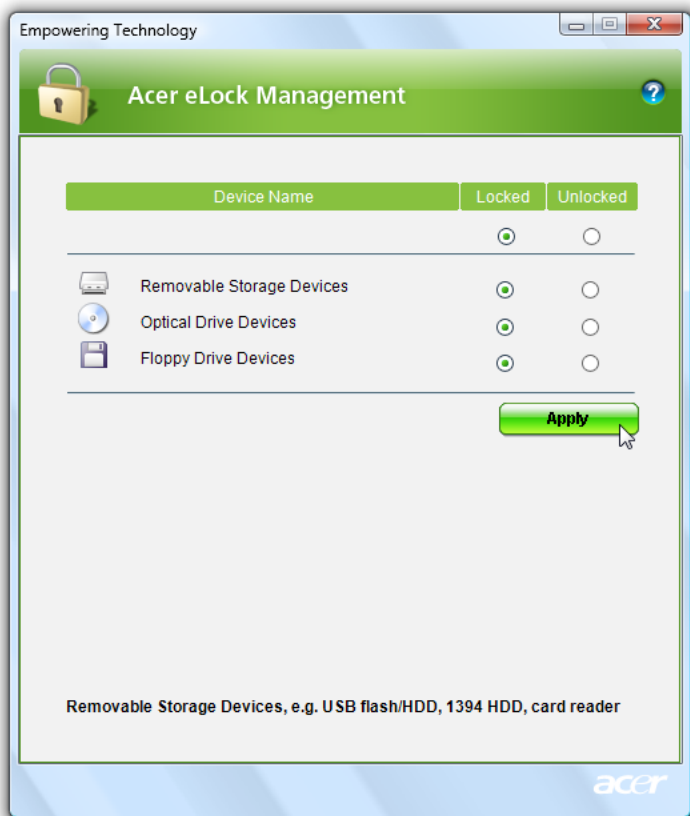 Empowering Technology
Acer eLock Management
?
Device Name Locked Unlocked
Removable Storage Devices
Optical Drive Devices
Floppy Drive Devices
Apply
Removable Storage Devices, e.g. USB flash/HDD, 1394 HDD, card reader
acer